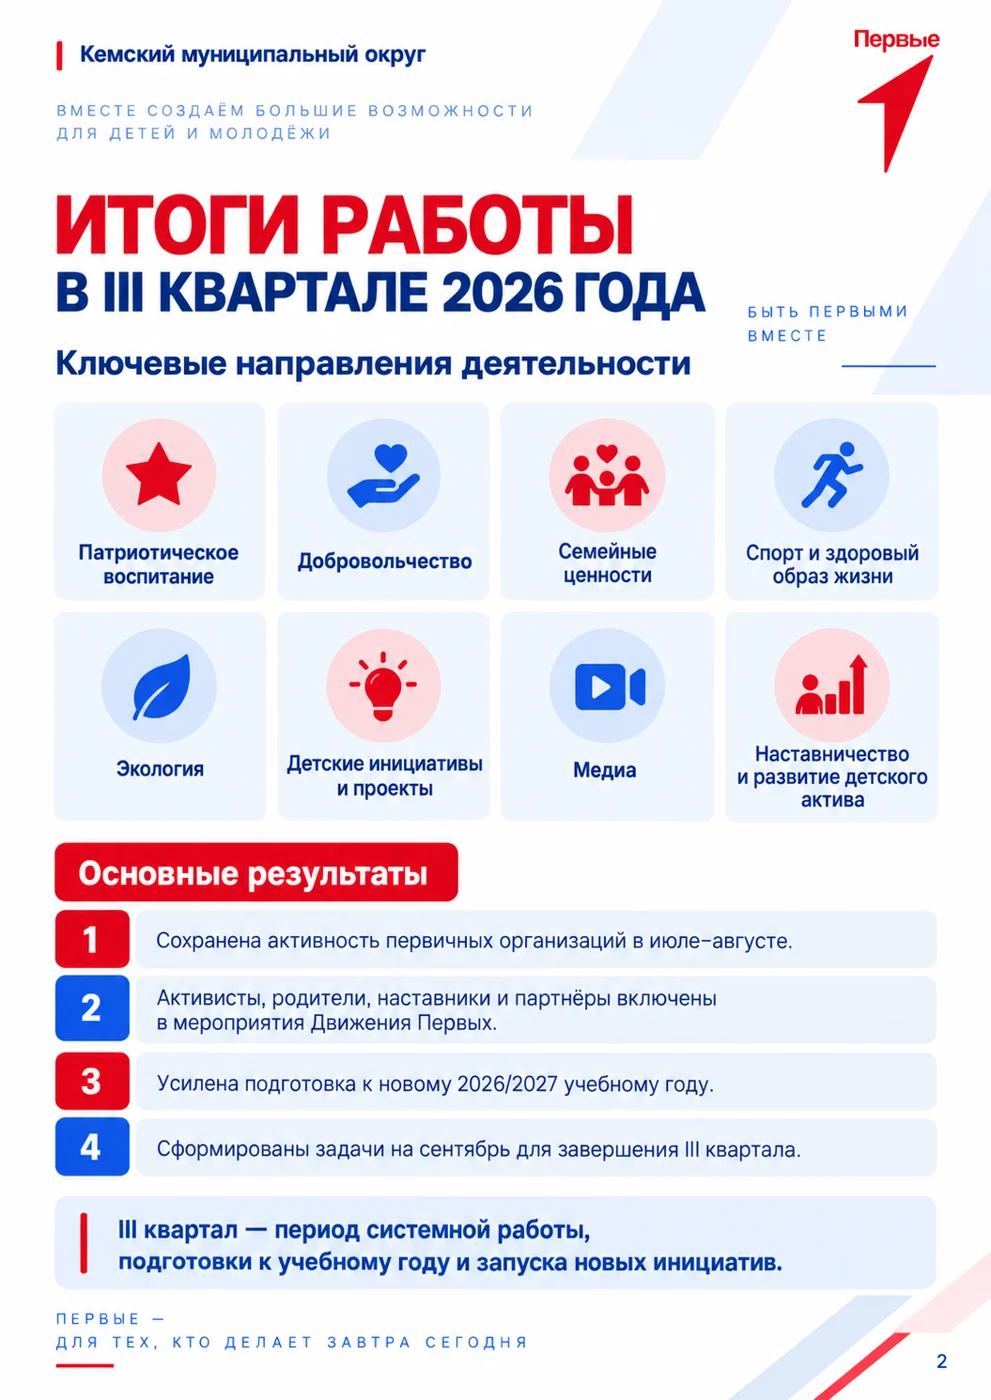 Кемский муниципальный округ
Первые
ВМЕСТЕ СОЗДАЁМ БОЛЬШИЕ ВОЗМОЖНОСТИ
ДЛЯ ДЕТЕЙ И МОЛОДЁЖИ
ИТОГИ РАБОТЫ
В III КВАРТАЛЕ 2026 ГОДА
БЫТЬ ПЕРВЫМИ
ВМЕСТЕ
Ключевые направления деятельности
Патриотическое
воспитание
Добровольчество
Семейные
ценности
Спорт и здоровый
образ жизни
Экология
Детские инициативы
и проекты
Медиа
Наставничество
и развитие детского
актива
Основные результаты
1
Сохранена активность первичных организаций в июле–августе.
2
Активисты, родители, наставники и партнёры включены
в мероприятия Движения Первых.
3
Усилена подготовка к новому 2026/2027 учебному году.
4
Сформированы задачи на сентябрь для завершения III квартала.
III квартал — период системной работы,
подготовки к учебному году и запуска новых инициатив.
ПЕРВЫЕ —
ДЛЯ ТЕХ, КТО ДЕЛАЕТ ЗАВТРА СЕГОДНЯ
2